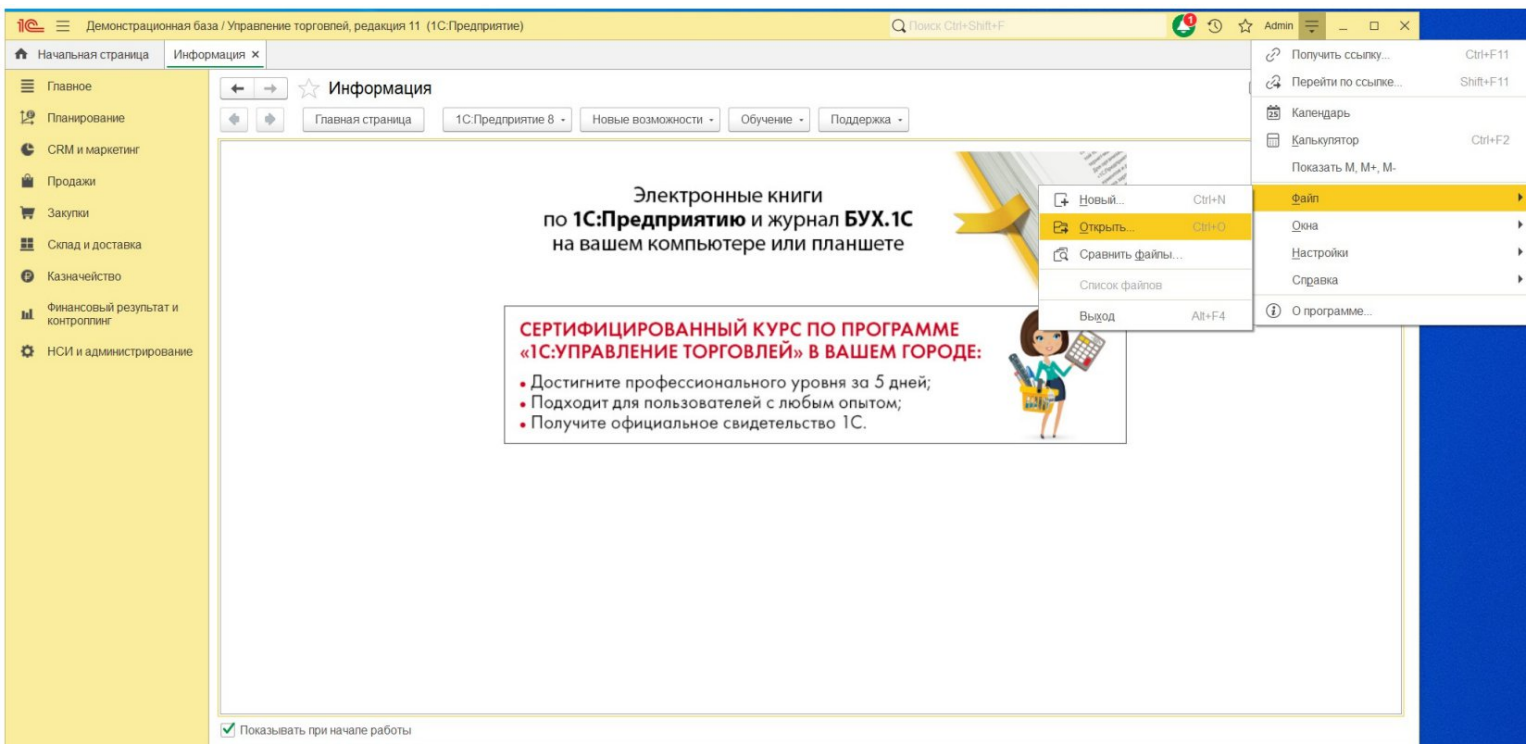 1С Демонстрационная база / Управление торговлей, редакция 11 (1С:Предприятие)
Поиск Ctrl+Shift+F
1
Admin
Начальная страница
Информация
Главное
Планирование
CRM и маркетинг
Продажи
Закупки
Склад и доставка
Казначейство
Финансовый результат и
контроллинг
НСИ и администрирование
Информация
Главная страница
1С:Предприятие 8
Новые возможности
Обучение
Поддержка
Электронные книги
по 1С:Предприятию и журнал БУХ.1С
на вашем компьютере или планшете
СЕРТИФИЦИРОВАННЫЙ КУРС ПО ПРОГРАММЕ
«1С:УПРАВЛЕНИЕ ТОРГОВЛЕЙ» В ВАШЕМ ГОРОДЕ:
• Достигните профессионального уровня за 5 дней;
• Подходит для пользователей с любым опытом;
• Получите официальное свидетельство 1С.
Новый... Ctrl+N
Открыть... Ctrl+O
Сравнить файлы...
Список файлов
Выход Alt+F4
Получить ссылку... Ctrl+F11
Перейти по ссылке... Shift+F11
25 Календарь
Калькулятор Ctrl+F2
Показать M, M+, M-
Файл
Окна
Настройки
Справка
О программе...
Показывать при начале работы